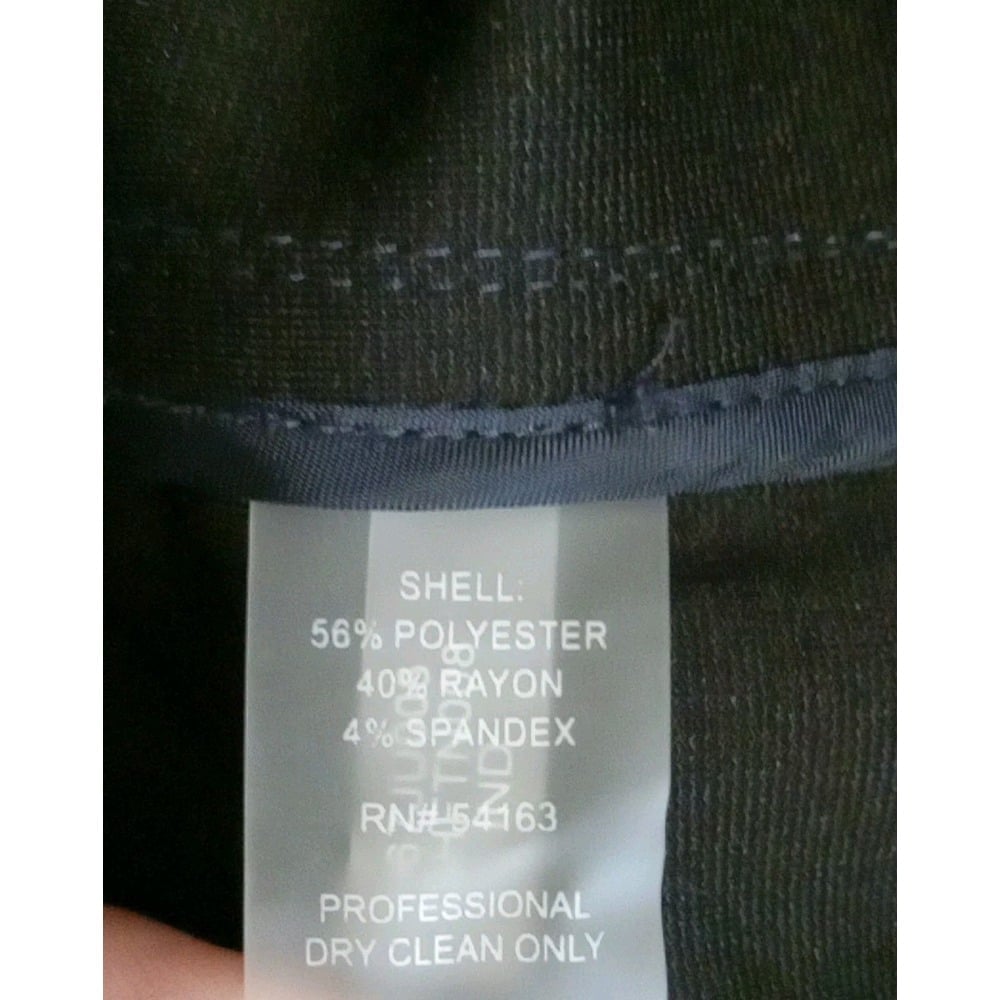 SHELL:
56% POLYESTER
40% RAYON
4% SPANDEX
RN# 54163
PROFESSIONAL
DRY CLEAN ONLY